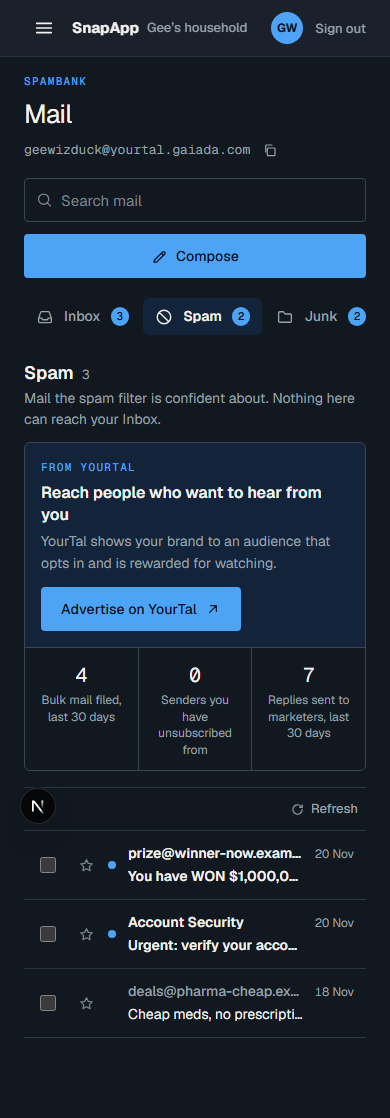 SnapApp Gee's household GW Sign out
SPAMBANK
Mail
geewizduck@yourtal.gaiada.com
Search mail
Compose
Inbox 3 Spam 2 Junk 2
Spam 3
Mail the spam filter is confident about. Nothing here
can reach your Inbox.
FROM YOURTAL
Reach people who want to hear from
you
YourTal shows your brand to an audience that
opts in and is rewarded for watching.
Advertise on YourTal
4
Bulk mail filed,
last 30 days
0
Senders you
have
unsubscribed
from
7
Replies sent to
marketers, last
30 days
N
Refresh
prize@winner-now.exam... 20 Nov
You have WON $1,000,0...
Account Security 20 Nov
Urgent: verify your acco...
deals@pharma-cheap.ex... 18 Nov
Cheap meds, no prescripti...